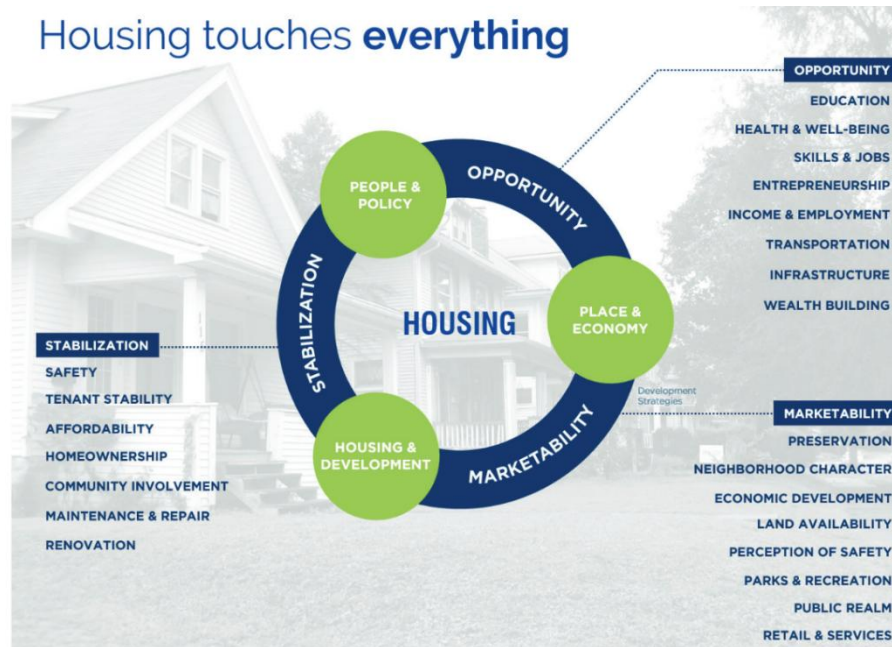 Housing touches everything
OPPORTUNITY
EDUCATION
HEALTH & WELL-BEING
SKILLS & JOBS
ENTREPRENEURSHIP
INCOME & EMPLOYMENT
TRANSPORTATION
INFRASTRUCTURE
WEALTH BUILDING
PEOPLE &
POLICY
OPPORTUNITY
PLACE &
ECONOMY
HOUSING
STABILIZATION
HOUSING &
DEVELOPMENT
MARKETABILITY
STABILIZATION
SAFETY
TENANT STABILITY
AFFORDABILITY
HOMEOWNERSHIP
COMMUNITY INVOLVEMENT
MAINTENANCE & REPAIR
RENOVATION
Development
Strategies
MARKETABILITY
PRESERVATION
NEIGHBORHOOD CHARACTER
ECONOMIC DEVELOPMENT
LAND AVAILABILITY
PERCEPTION OF SAFETY
PARKS & RECREATION
PUBLIC REALM
RETAIL & SERVICES